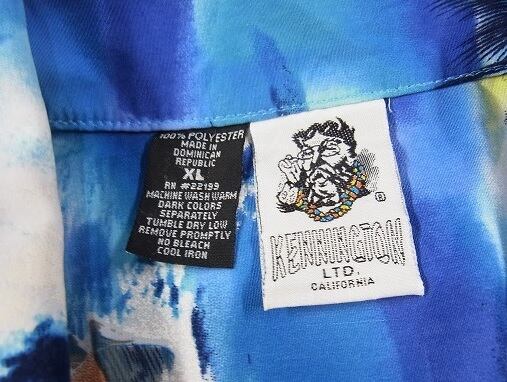 100% POLYESTER
MADE IN
DOMINICAN
REPUBLIC
XL
RN #22199
MACHINE WASH WARM
DARK COLORS
SEPARATELY
TUMBLE DRY LOW
REMOVE PROMPTLY
NO BLEACH
COOL IRON
®
KENNINGTON
LTD.
CALIFORNIA